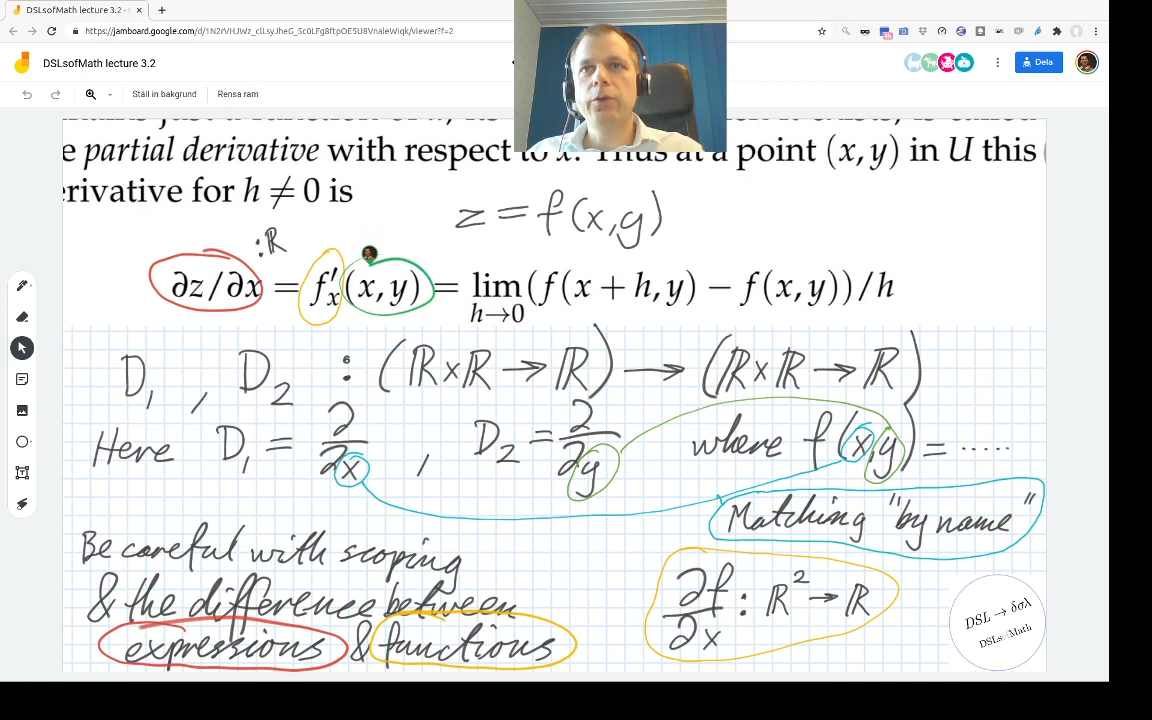 DSLsofMath lecture 3.2 -
https://jamboard.google.com/d/1N2rVHJWz_clLsyJheG_5c0LFg8ftpOE5U8VnaleWiqk/viewer?f=2
DSLsofMath lecture 3.2
Dela
Ställ in bakgrund
Rensa ram
e partial derivative with respect to x. Thus at a point (x, y) in U this
rivative for h ≠ 0 is
z = f(x,y)
:ℝ
∂z/∂x = f′ₓ(x, y) = lim h→0 (f(x + h, y) − f(x, y))/h
D₁ , D₂ : (ℝ×ℝ → ℝ) → (ℝ×ℝ → ℝ)
Here D₁ = ∂/∂x , D₂ = ∂/∂y where f(x,y) = .....
Matching "by name"
Be careful with scoping
& the difference between
expressions & functions
∂f/∂x : ℝ² → ℝ
DSL → δσλ
DSLsofMath